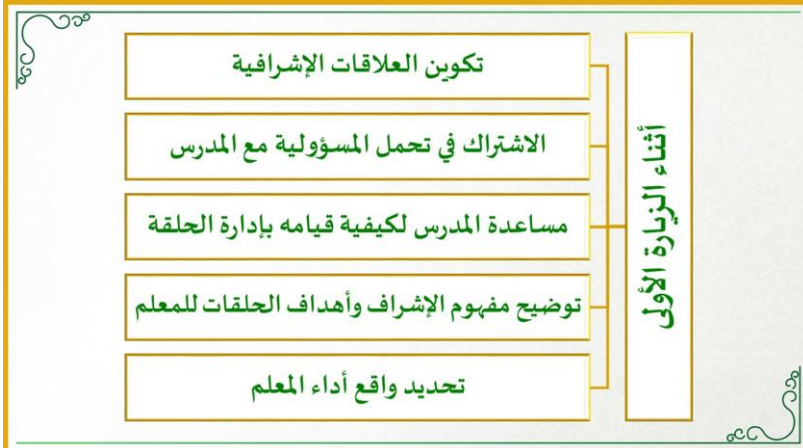 أثناء الزيارة الأولى
تكوين العلاقات الإشرافية
الاشتراك في تحمل المسؤولية مع المدرس
مساعدة المدرس لكيفية قيامه بإدارة الحلقة
توضيح مفهوم الإشراف وأهداف الحلقات للمعلم
تحديد واقع أداء المعلم